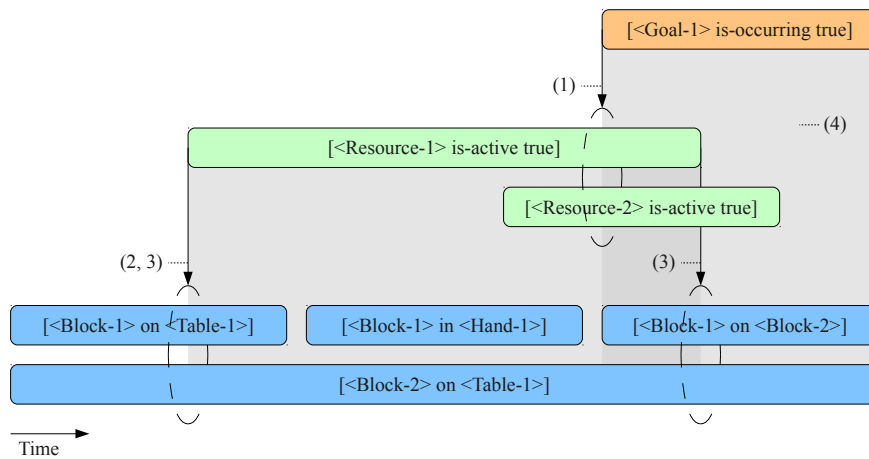 [<Goal-1> is-occurring true]
(1)
(4)
[<Resource-1> is-active true]
[<Resource-2> is-active true]
(2, 3)
(3)
[<Block-1> on <Table-1>]
[<Block-1> in <Hand-1>]
[<Block-1> on <Block-2>]
[<Block-2> on <Table-1>]
Time